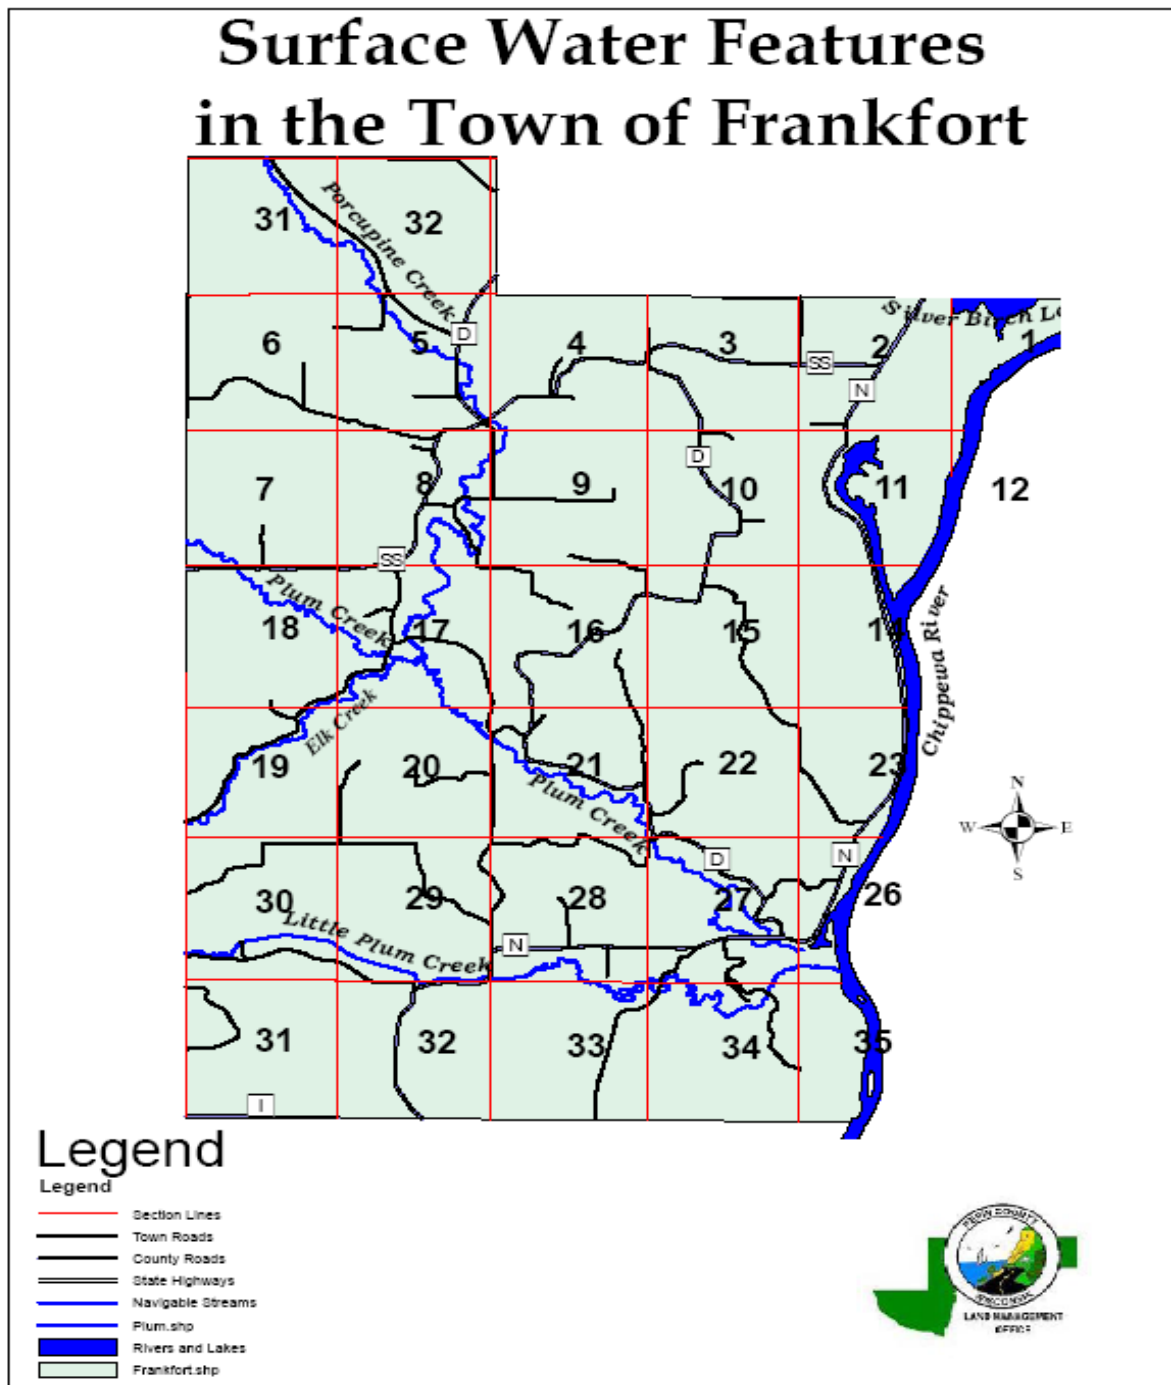 Surface Water Features
in the Town of Frankfort
31
32
Porcupine Creek
D
6
5
4
3
2
1
Silver Birch L
SS
N
7
8
9
D
10
11
12
SS
Plum Creek
18
17
16
15
14
Chippewa River
Elk Creek
19
20
21
22
23
Plum Creek
N
W
E
S
D
N
30
29
28
27
26
Little Plum Creek
N
31
32
33
34
35
I
Legend
Legend
Section Lines
Town Roads
County Roads
State Highways
Navigable Streams
Plum.shp
Rivers and Lakes
Frankfort.shp
PEPIN COUNTY
WISCONSIN
LAND MANAGEMENT
OFFICE